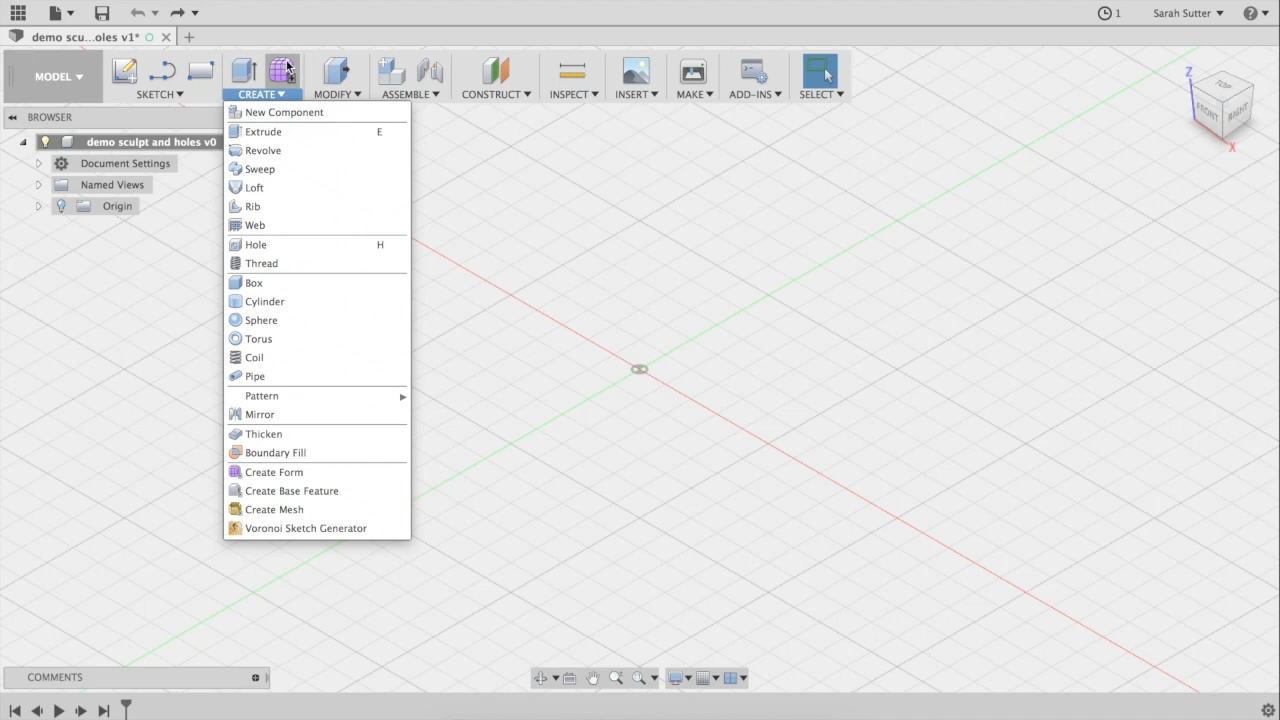 1
Sarah Sutter
?
demo scu...oles v1*
MODEL
SKETCH
CREATE
MODIFY
ASSEMBLE
CONSTRUCT
INSPECT
INSERT
MAKE
ADD-INS
SELECT
Z
TOP
FRONT
RIGHT
X
BROWSER
demo sculpt and holes v0
Document Settings
Named Views
Origin
New Component
Extrude E
Revolve
Sweep
Loft
Rib
Web
Hole H
Thread
Box
Cylinder
Sphere
Torus
Coil
Pipe
Pattern
Mirror
Thicken
Boundary Fill
Create Form
Create Base Feature
Create Mesh
Voronoi Sketch Generator
COMMENTS